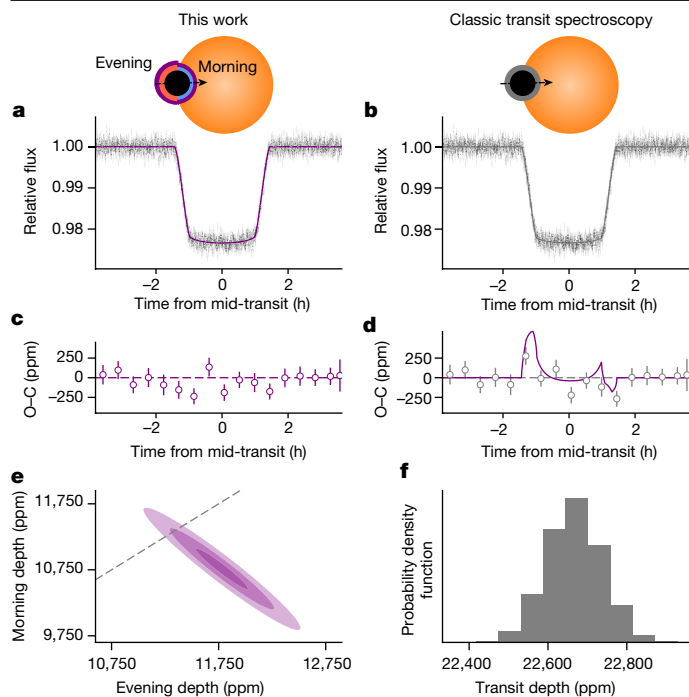 This work
Classic transit spectroscopy
Evening
Morning
a
b
Relative flux
1.00
0.99
0.98
−2
0
2
Time from mid-transit (h)
Relative flux
1.00
0.99
0.98
−2
0
2
Time from mid-transit (h)
c
d
O–C (ppm)
250
0
−250
−2
0
2
Time from mid-transit (h)
O–C (ppm)
250
0
−250
−2
0
2
Time from mid-transit (h)
e
f
Morning depth (ppm)
11,750
10,750
9,750
10,750
11,750
12,750
Evening depth (ppm)
Probability density
function
22,400
22,600
22,800
Transit depth (ppm)